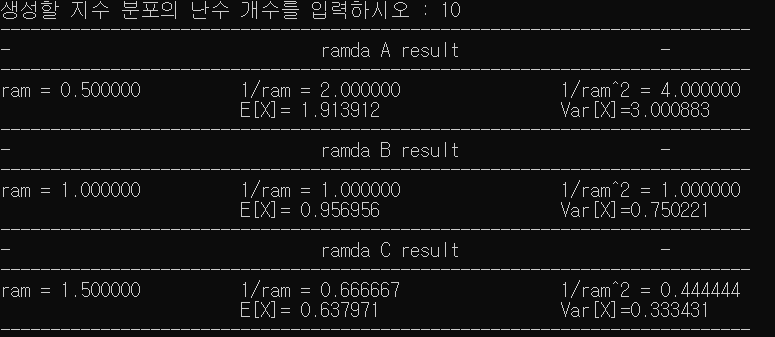 생성할 지수 분포의 난수 개수를 입력하시오 : 10
---------------------------------------------------------------------------
-                               ramda A result                    -
---------------------------------------------------------------------------
ram = 0.500000          1/ram = 2.000000                1/ram^2 = 4.000000
                        E[X]= 1.913912                  Var[X]=3.000883
---------------------------------------------------------------------------
-                               ramda B result                    -
---------------------------------------------------------------------------
ram = 1.000000          1/ram = 1.000000                1/ram^2 = 1.000000
                        E[X]= 0.956956                  Var[X]=0.750221
---------------------------------------------------------------------------
-                               ramda C result                    -
---------------------------------------------------------------------------
ram = 1.500000          1/ram = 0.666667                1/ram^2 = 0.444444
                        E[X]= 0.637971                  Var[X]=0.333431
---------------------------------------------------------------------------